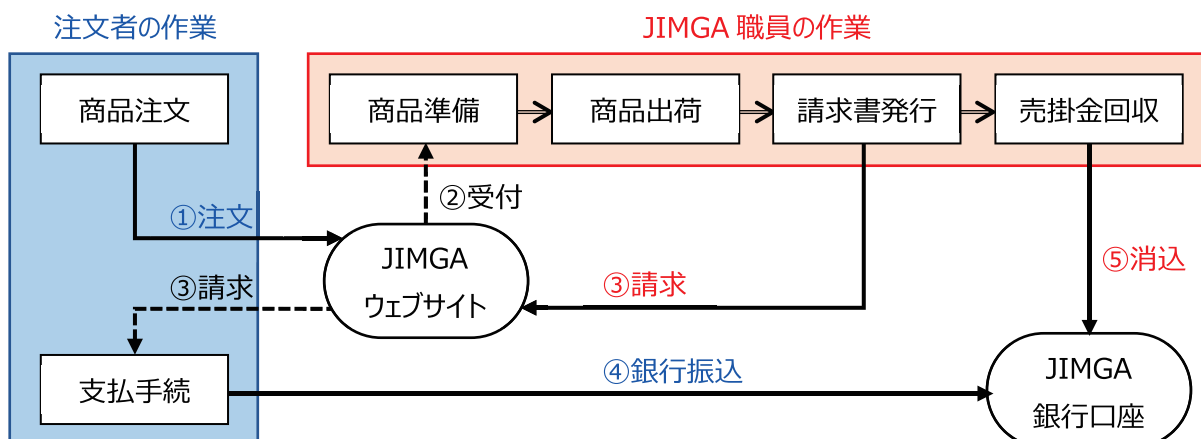 注文者の作業
JIMGA 職員の作業
商品注文
商品準備
商品出荷
請求書発行
売掛金回収
②受付
①注文
JIMGA
ウェブサイト
③請求
③請求
⑤消込
支払手続
④銀行振込
JIMGA
銀行口座